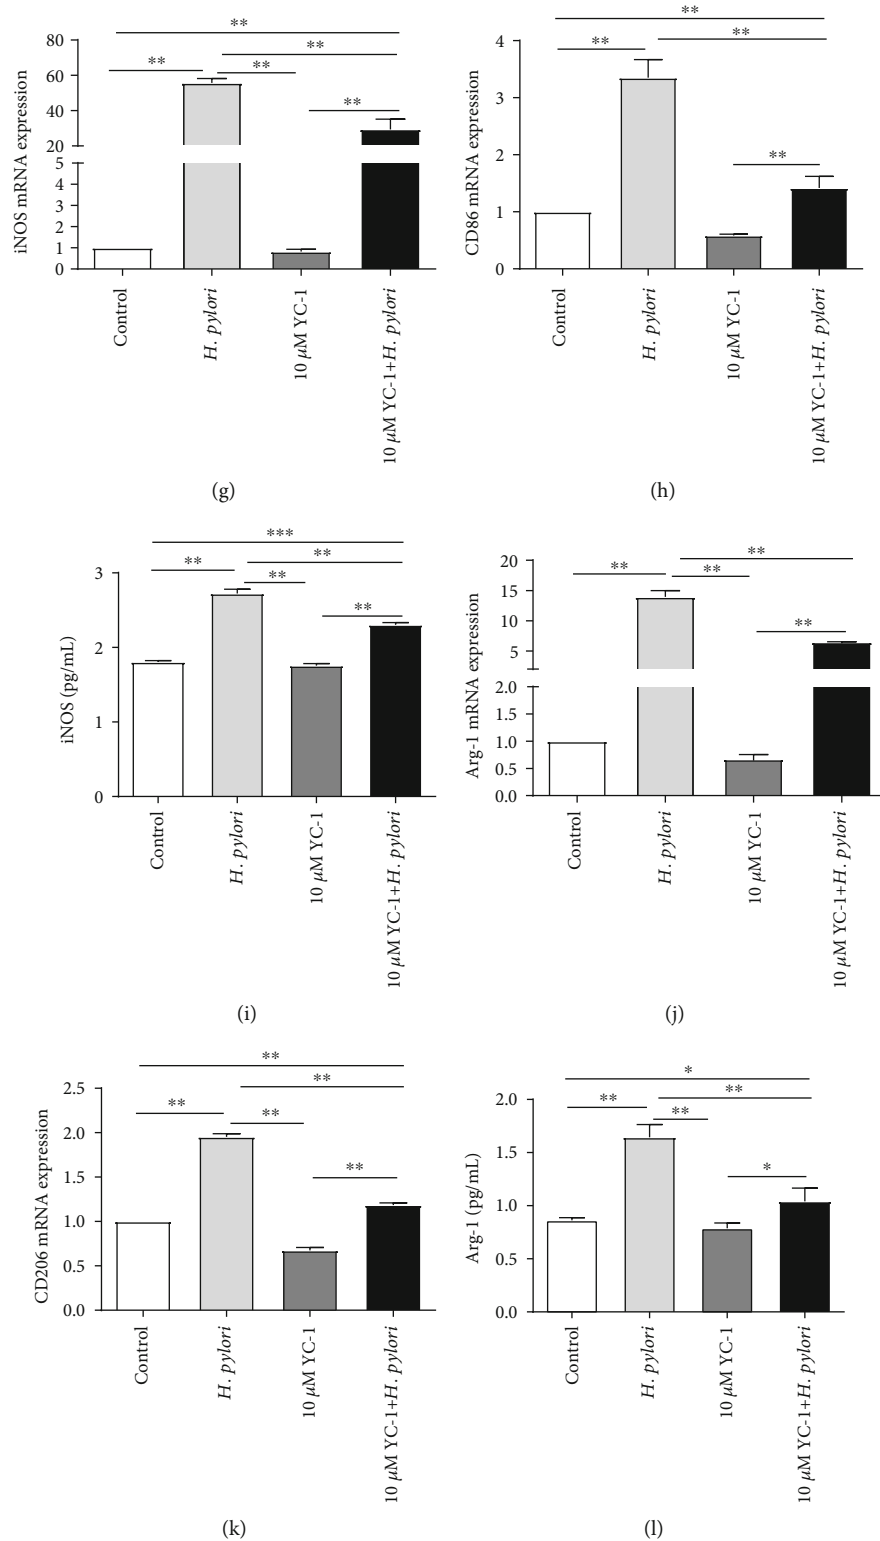 **
**
** **
**
iNOS mRNA expression
60
40
20
5
4
3
2
1
0
Control
H. pylori
10 μM YC-1
10 μM YC-1+H. pylori
(g)
**
** **
**
CD86 mRNA expression
4
3
2
1
0
Control
H. pylori
10 μM YC-1
10 μM YC-1+H. pylori
(h)
***
** **
**
**
iNOS (pg/mL)
3
2
1
0
Control
H. pylori
10 μM YC-1
10 μM YC-1+H. pylori
(i)
**
** **
**
Arg-1 mRNA expression
20
15
10
5
2.0
1.5
1.0
0.5
0.0
Control
H. pylori
10 μM YC-1
10 μM YC-1+H. pylori
(j)
**
**
** **
**
CD206 mRNA expression
2.5
2.0
1.5
1.0
0.5
0.0
Control
H. pylori
10 μM YC-1
10 μM YC-1+H. pylori
(k)
*
** **
**
*
Arg-1 (pg/mL)
2.0
1.5
1.0
0.5
0.0
Control
H. pylori
10 μM YC-1
10 μM YC-1+H. pylori
(l)